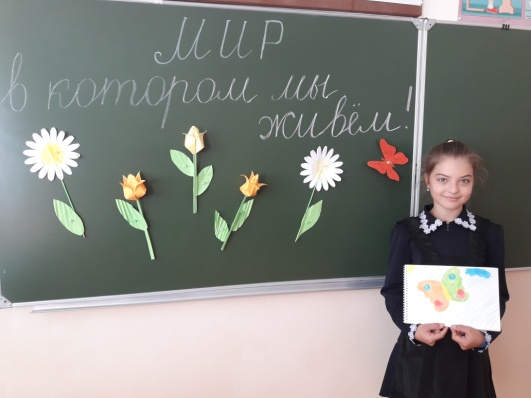 МИР
в котором мы
живём!